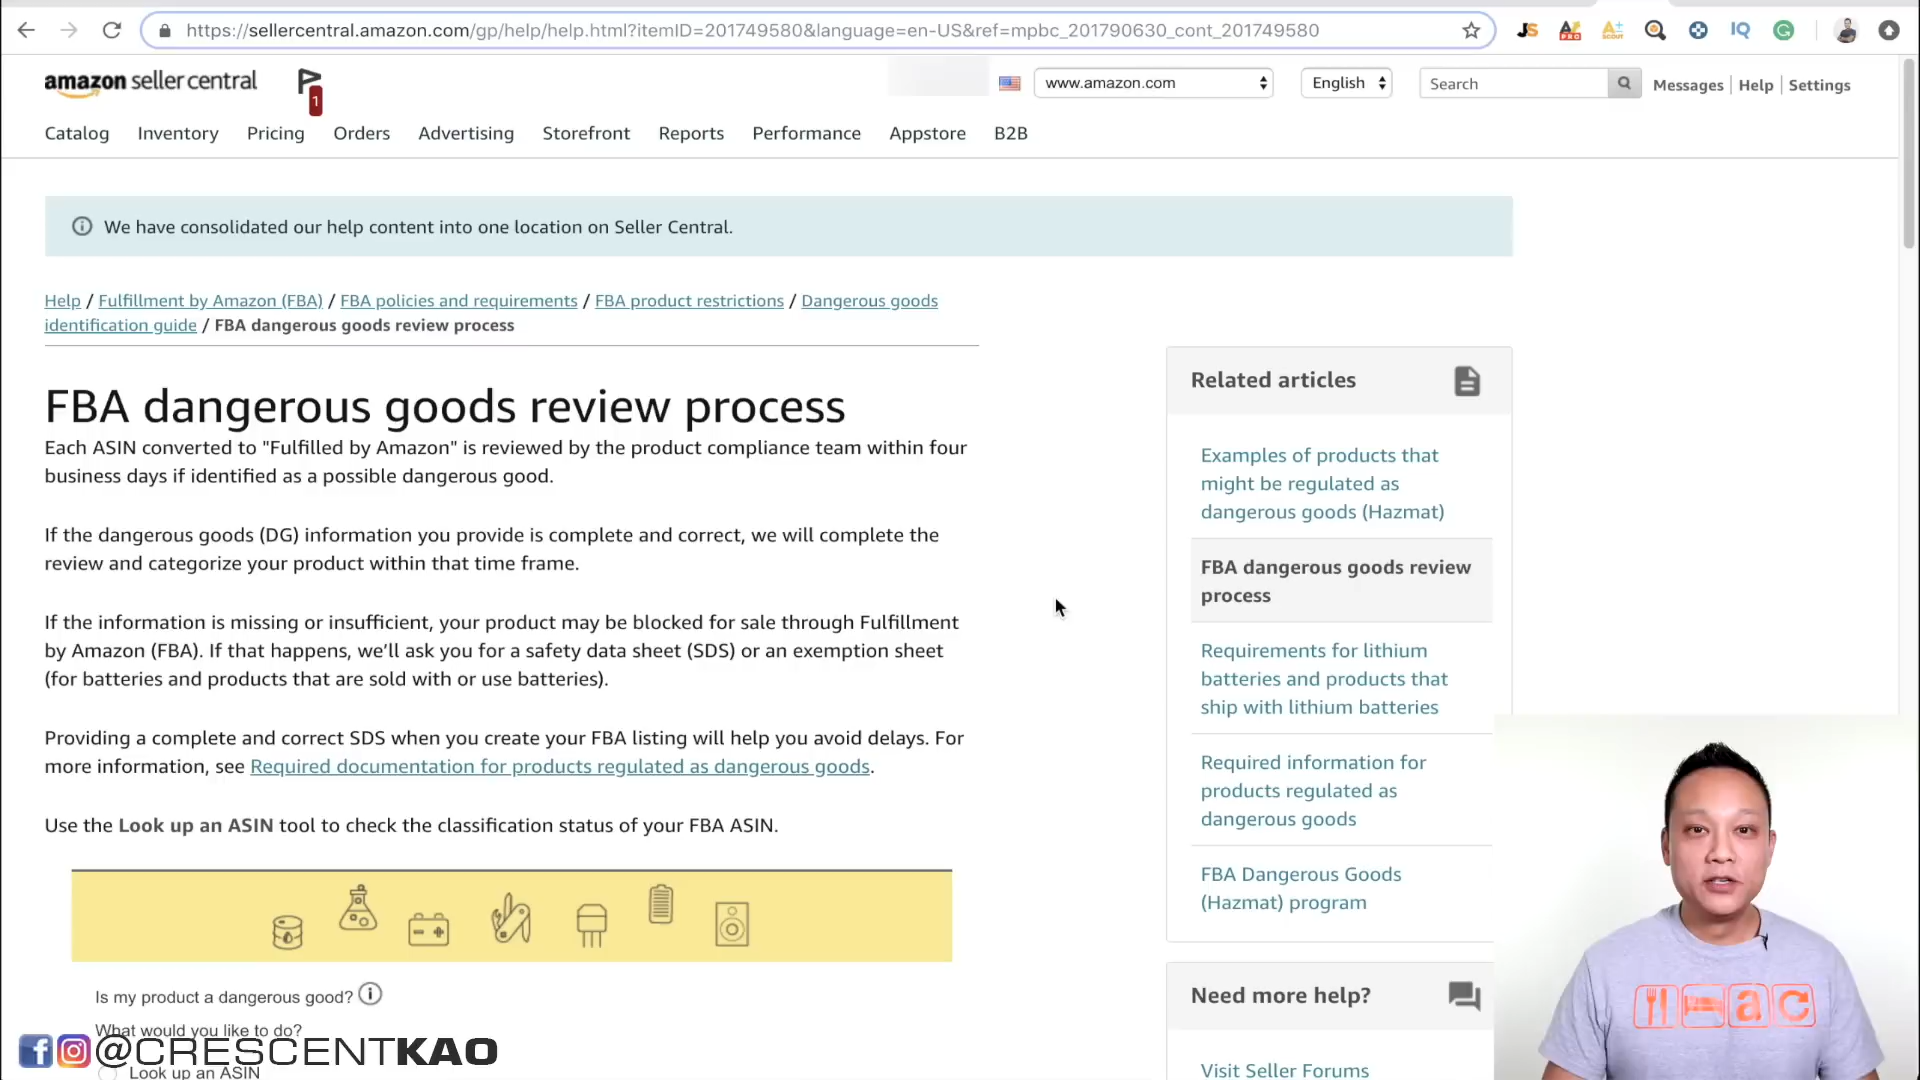 https://sellercentral.amazon.com/gp/help/help.html?itemID=201749580&language=en-US&ref=mpbc_201790630_cont_201749580
JS
PRO
SCOUT
IQ
G
amazon seller central
1
www.amazon.com
English
Search
Messages | Help | Settings
Catalog Inventory Pricing Orders Advertising Storefront Reports Performance Appstore B2B
We have consolidated our help content into one location on Seller Central.
Help / Fulfillment by Amazon (FBA) / FBA policies and requirements / FBA product restrictions / Dangerous goods
identification guide / FBA dangerous goods review process
FBA dangerous goods review process
Each ASIN converted to "Fulfilled by Amazon" is reviewed by the product compliance team within four
business days if identified as a possible dangerous good.
If the dangerous goods (DG) information you provide is complete and correct, we will complete the
review and categorize your product within that time frame.
If the information is missing or insufficient, your product may be blocked for sale through Fulfillment
by Amazon (FBA). If that happens, we’ll ask you for a safety data sheet (SDS) or an exemption sheet
(for batteries and products that are sold with or use batteries).
Providing a complete and correct SDS when you create your FBA listing will help you avoid delays. For
more information, see Required documentation for products regulated as dangerous goods.
Use the Look up an ASIN tool to check the classification status of your FBA ASIN.
Is my product a dangerous good?
What would you like to do?
Look up an ASIN
@CRESCENTKAO
Related articles
Examples of products that
might be regulated as
dangerous goods (Hazmat)
FBA dangerous goods review
process
Requirements for lithium
batteries and products that
ship with lithium batteries
Required information for
products regulated as
dangerous goods
FBA Dangerous Goods
(Hazmat) program
Need more help?
Visit Seller Forums